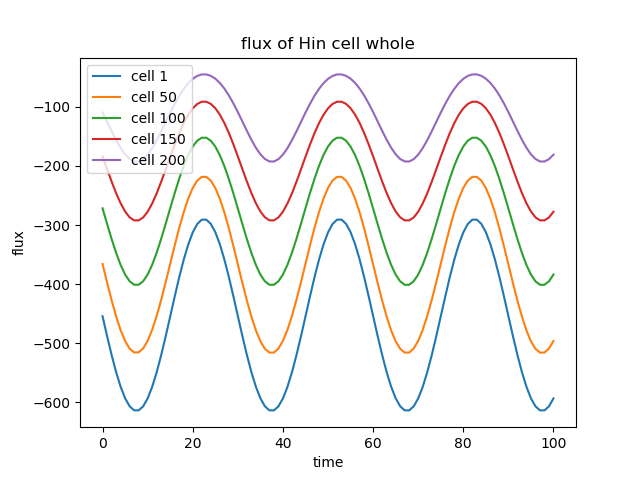 flux of Hin cell whole
cell 1
cell 50
cell 100
cell 150
cell 200
−100
−200
−300
−400
−500
−600
flux
0
20
40
60
80
100
time